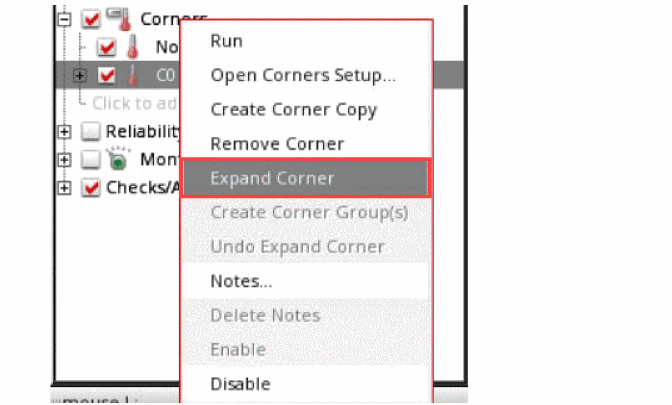 Corners
Run
No
Open Corners Setup...
C0
Create Corner Copy
Click to ad
Reliabilit
Remove Corner
Mon
Expand Corner
Checks/A
Create Corner Group(s)
Undo Expand Corner
Notes...
Delete Notes
Enable
Disable
mouse L: